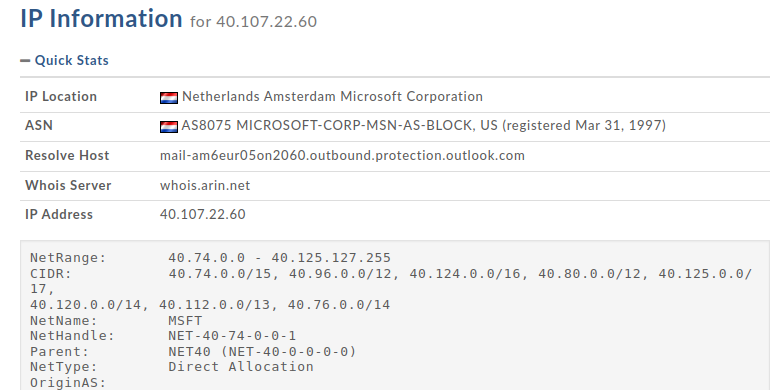 IP Information for 40.107.22.60
Quick Stats
IP Location Netherlands Amsterdam Microsoft Corporation
ASN AS8075 MICROSOFT-CORP-MSN-AS-BLOCK, US (registered Mar 31, 1997)
Resolve Host mail-am6eur05on2060.outbound.protection.outlook.com
Whois Server whois.arin.net
IP Address 40.107.22.60
NetRange: 40.74.0.0 - 40.125.127.255
CIDR: 40.74.0.0/15, 40.96.0.0/12, 40.124.0.0/16, 40.80.0.0/12, 40.125.0.0/
17,
40.120.0.0/14, 40.112.0.0/13, 40.76.0.0/14
NetName: MSFT
NetHandle: NET-40-74-0-0-1
Parent: NET40 (NET-40-0-0-0-0)
NetType: Direct Allocation
OriginAS: